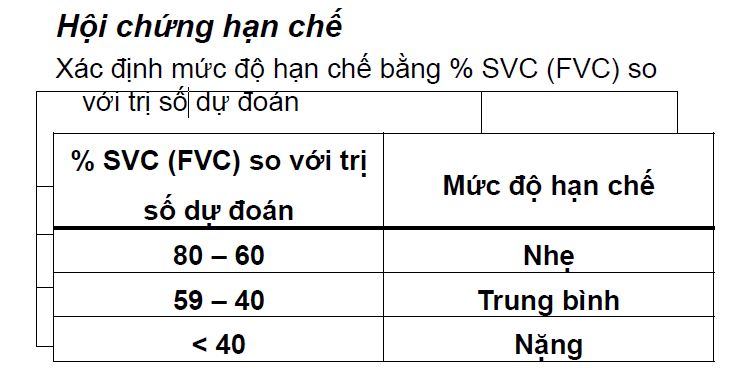 Hội chứng hạn chế
Xác định mức độ hạn chế bằng % SVC (FVC) so
với trị số dự đoán
% SVC (FVC) so với trị
số dự đoán
Mức độ hạn chế
80 – 60 Nhẹ
59 – 40 Trung bình
< 40 Nặng